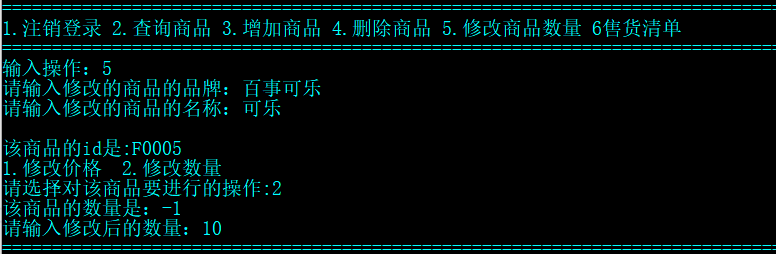 ================================================================================
1.注销登录 2.查询商品 3.增加商品 4.删除商品 5.修改商品数量 6售货清单
================================================================================
输入操作：5
请输入修改的商品的品牌：百事可乐
请输入修改的商品的名称：可乐
该商品的id是:F0005
1.修改价格  2.修改数量
请选择对该商品要进行的操作:2
该商品的数量是：-1
请输入修改后的数量：10
================================================================================